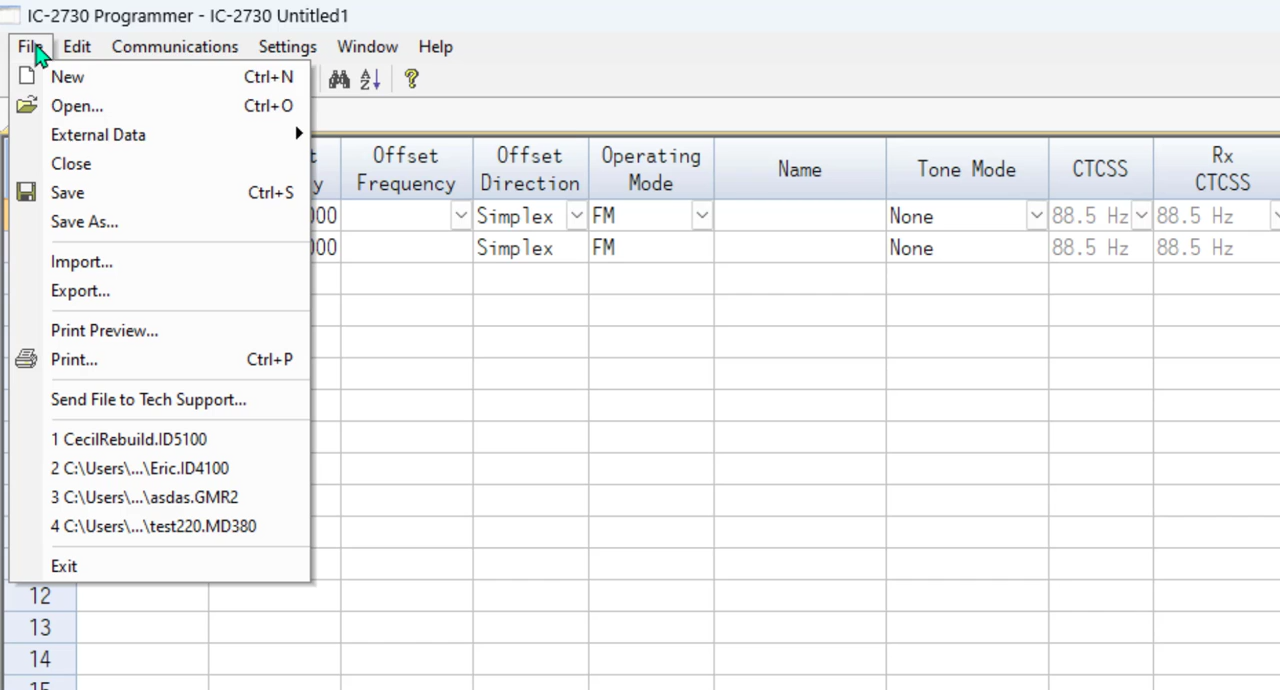 IC-2730 Programmer - IC-2730 Untitled1
File Edit Communications Settings Window Help
New Ctrl+N
Open... Ctrl+O
External Data
Close
Save Ctrl+S
Save As...
Import...
Export...
Print Preview...
Print... Ctrl+P
Send File to Tech Support...
1 CecilRebuild.ID5100
2 C:\Users\...\Eric.ID4100
3 C:\Users\...\asdas.GMR2
4 C:\Users\...\test220.MD380
Exit
Offset Frequency
Offset Direction
Operating Mode
Name
Tone Mode
CTCSS
Rx CTCSS
000 Simplex FM None 88.5 Hz 88.5 Hz
000 Simplex FM None 88.5 Hz 88.5 Hz
12
13
14
15